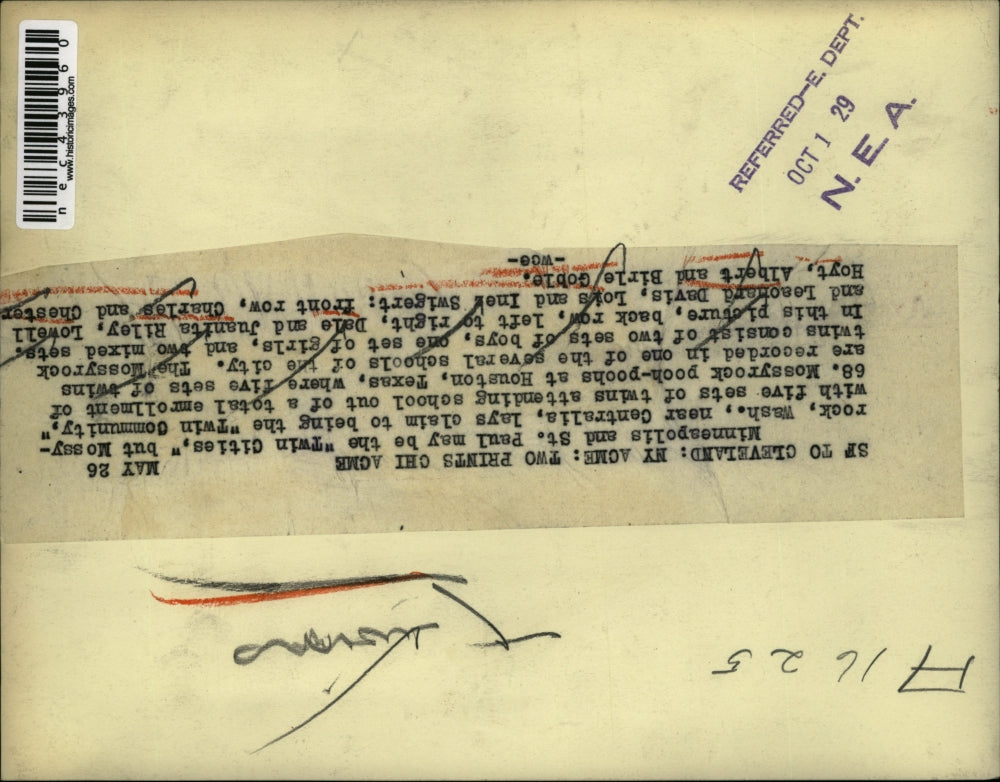 SF TO CLEVELAND: NY ACME: TWO PRINTS CHI ACME MAY 26
Minneapolis and St. Paul may be the "Twin Cities," but Mossy-
rock, Wash., near Centralia, lays claim to being the "Twin Community,"
with five sets of twins attending school out of a total enrollment of
68. Mossyrock pooh-poohs at Houston, Texas, where five sets of twins
are recorded in one of the several schools of the city. The Mossyrock
twins consist of two sets of boys, one set of girls, and two mixed sets.
In this picture, back row, left to right, Dale and Juanita Riley, Lowell
and Leonard Davis, Lois and Inez Swigert; front row, Charles and Chester
Hoyt, Albert and Birle Goble.
-wce-
REFERRED—E. DEPT.
OCT 1 29
N. E. A.
A 1625
Twins
nec43960
www.historicimages.com